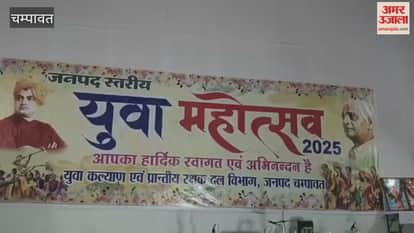 चम्पावत
अमर उजाला
amarujala.com
जनपद स्तरीय
युवा महोत्सव
2025
आपका हार्दिक स्वागत एवं अभिनन्दन है
युवा कल्याण एवं प्रान्तीय रक्षक दल विभाग, जनपद चम्पावत